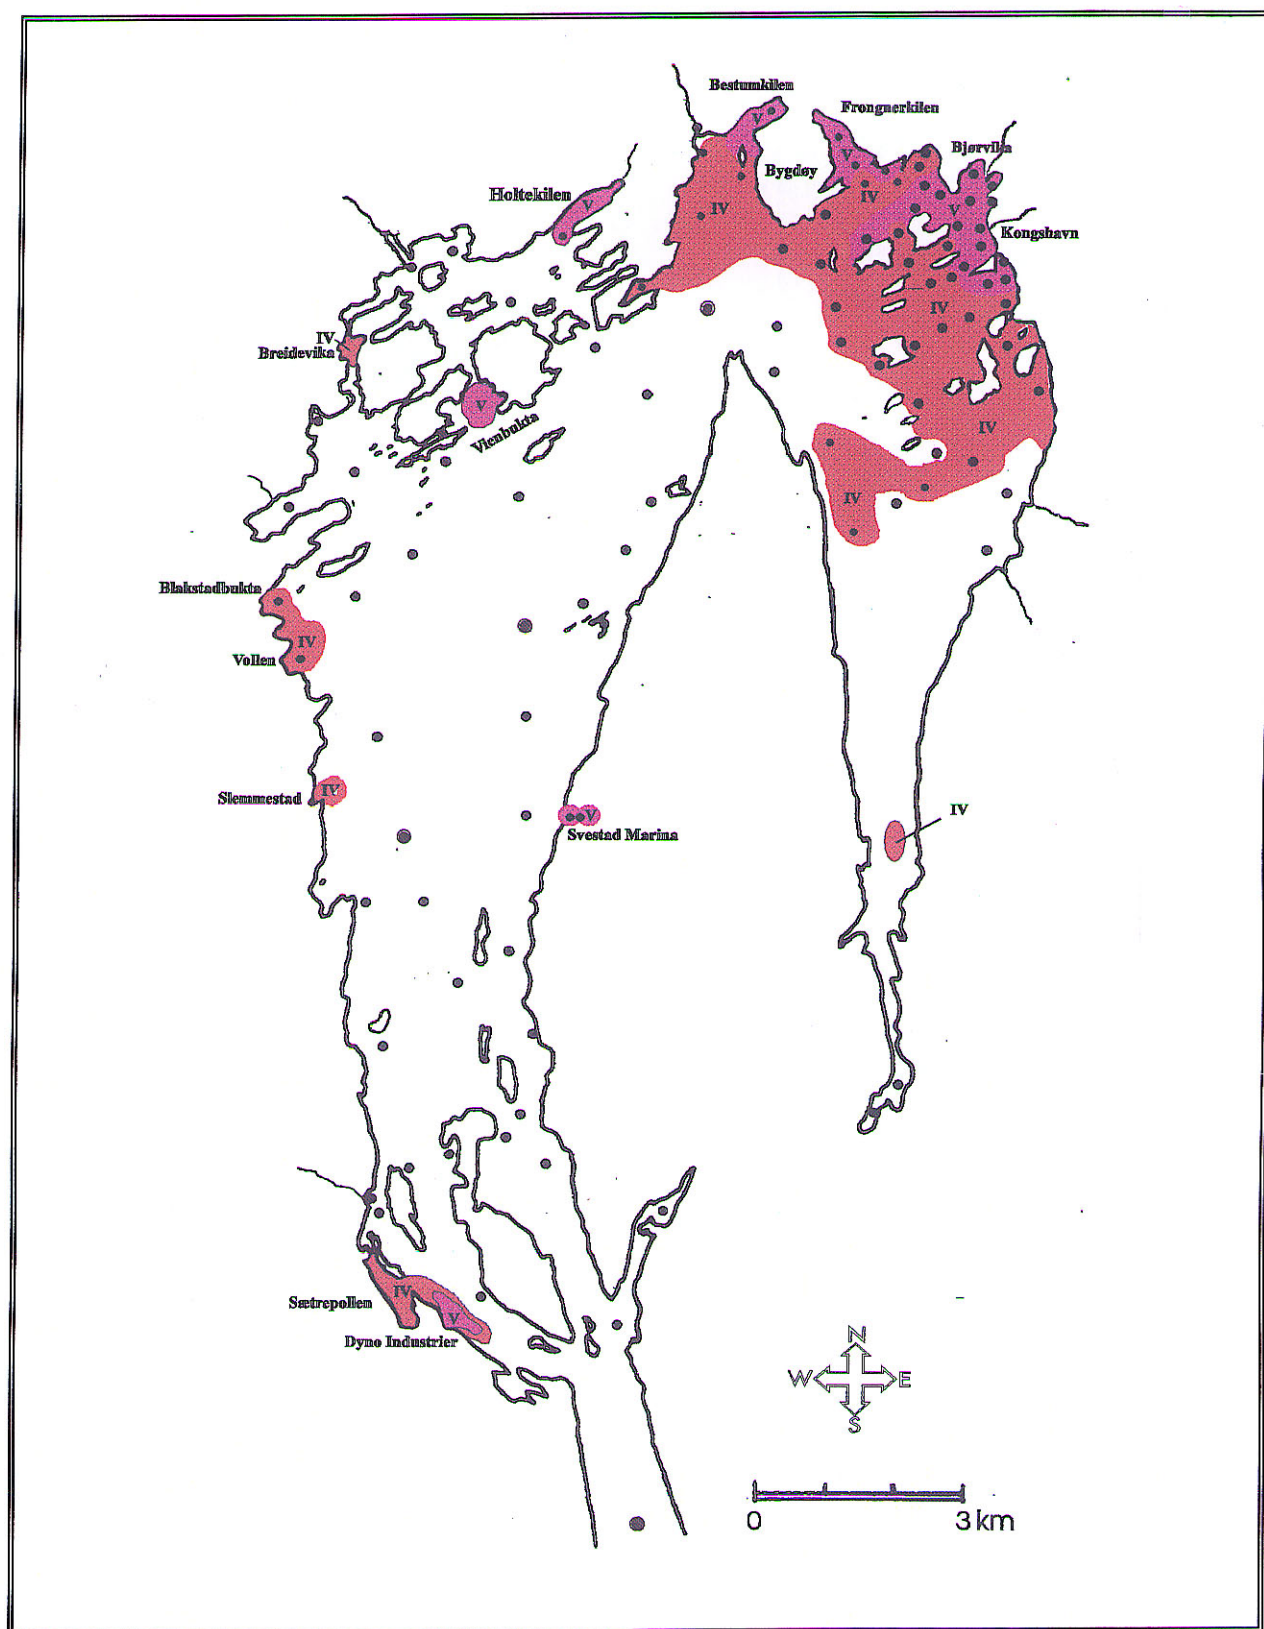 Bestumkilen
Frongnerkilen
V
Bjørvika
V
Bygdøy
Holtekilen
V
IV
IV
V
Kongshavn
IV
IV
Breidevika
V
Vienbukta
IV
IV
Blakstadbukta
IV
Vollen
IV
Slemmestad
V
Svestad Marina
IV
Sætrepollen
IV
V
Dyno Industrier
N
W
E
S
0
3 km